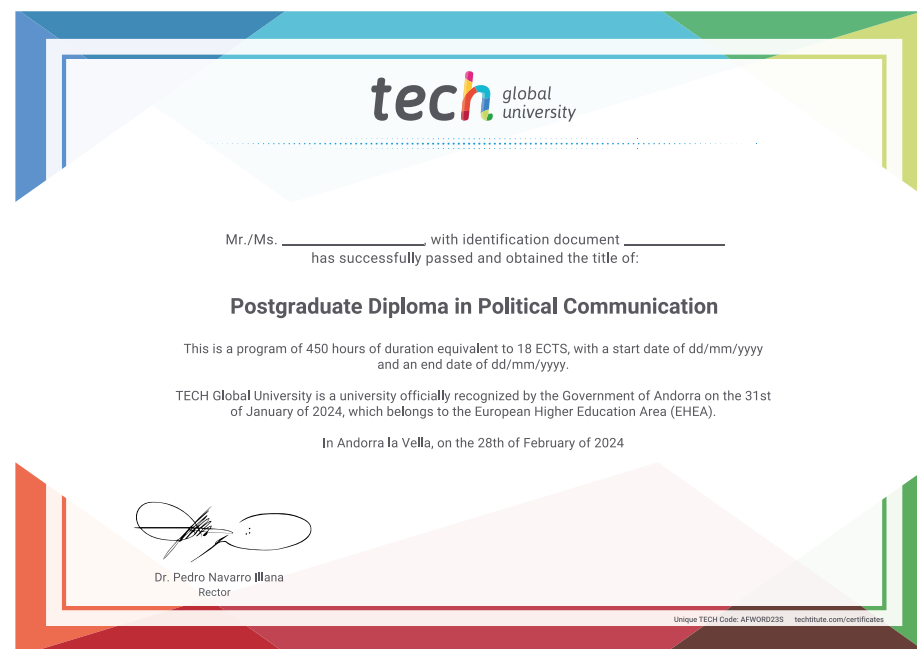 tech global university
Mr./Ms. ____________, with identification document ____________
has successfully passed and obtained the title of:
Postgraduate Diploma in Political Communication
This is a program of 450 hours of duration equivalent to 18 ECTS, with a start date of dd/mm/yyyy
and an end date of dd/mm/yyyy.
TECH Global University is a university officially recognized by the Government of Andorra on the 31st
of January of 2024, which belongs to the European Higher Education Area (EHEA).
In Andorra la Vella, on the 28th of February of 2024
Dr. Pedro Navarro Illana
Rector
Unique TECH Code: AFWORD23S techtitute.com/certificates